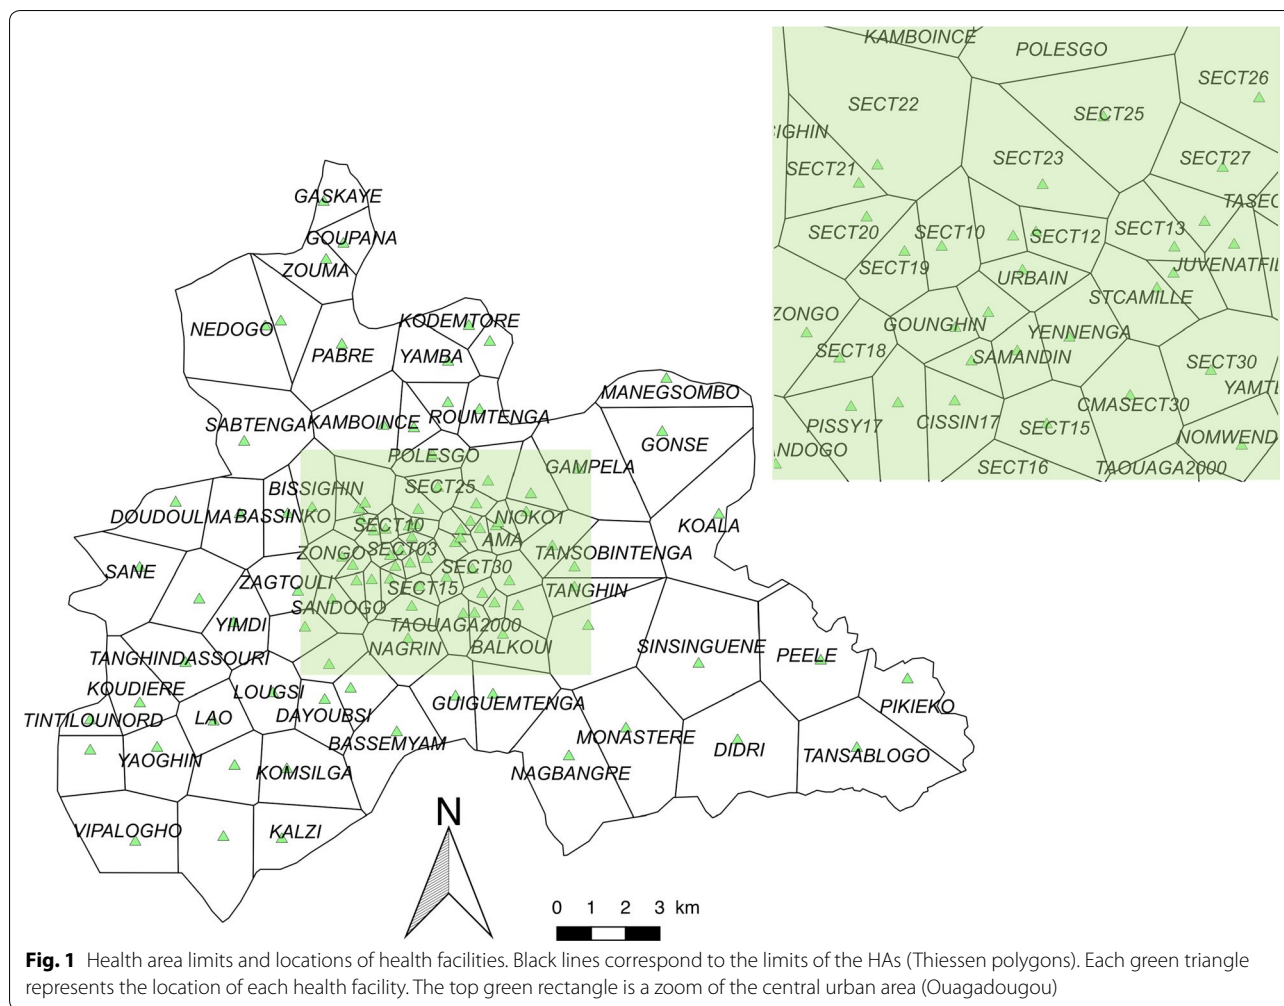 KAMBOINCE
POLESGO
SECT26
SECT22
SECT25
IGHIN
SECT21
SECT23
SECT27
TASEC
SECT20
SECT10
SECT12
SECT13
SECT19
URBAIN
JUVENATFIL
STCAMILLE
ZONGO
GOUNGHIN
YENNENGA
SECT18
SAMANDIN
SECT30
YAMTE
CMASECT30
PISSY17
CISSIN17
SECT15
NOMWEND
ANDOGO
SECT16
TAOUAGA2000
GASKAYE
GOUPANA
ZOUMA
NEDOGO
KODEMTORE
PABRE
YAMBA
MANEGSOMBO
SABTENGA
KAMBOINCE
ROUMTENGA
GONSE
POLESGO
GAMPELA
BISSIGHIN
SECT25
DOUDOULMA
BASSINKO
SECT10
NIOKO1
KOALA
AMA
ZONGO
SECT03
TANSOBINTENGA
SANE
SECT30
ZAGTOULI
SECT15
TANGHIN
SANDOGO
YIMDI
TAOUAGA2000
NAGRIN
BALKOUI
SINSINGUENE
PEELE
TANGHINDASSOURI
KOUDIERE
LOUGSI
GUIGUEMTENGA
PIKIEKO
TINTILOUNORD
LAO
DAYOUBSI
MONASTERE
BASSEMYAM
DIDRI
TANSABLOGO
YAOGHIN
KOMSILGA
NAGBANGRE
VIPALOGHO
KALZI
N
0 1 2 3 km
Fig. 1 Health area limits and locations of health facilities. Black lines correspond to the limits of the HAs (Thiessen polygons). Each green triangle
represents the location of each health facility. The top green rectangle is a zoom of the central urban area (Ouagadougou)